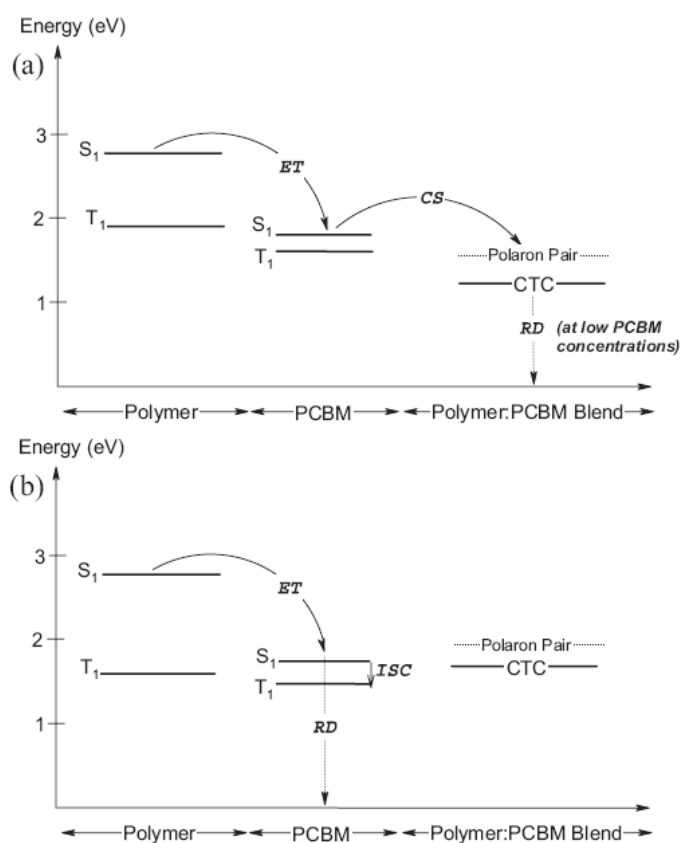 Energy (eV)
(a)
3
S1
ET
2
T1
S1
CS
T1
Polaron Pair
CTC
1
RD (at low PCBM
concentrations)
Polymer
PCBM
Polymer:PCBM Blend
Energy (eV)
(b)
3
S1
ET
2
S1
ISC
Polaron Pair
CTC
T1
T1
1
RD
Polymer
PCBM
Polymer:PCBM Blend